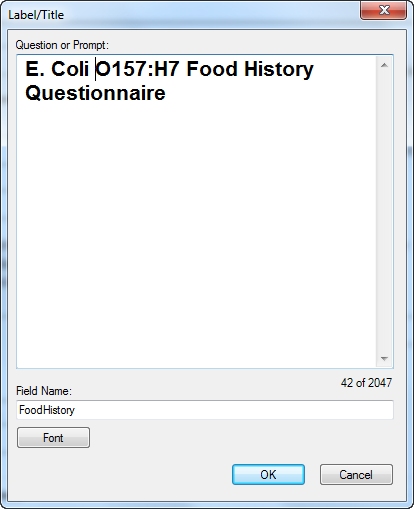 Label/Title
Question or Prompt:
E. Coli O157:H7 Food History
Questionnaire
42 of 2047
Field Name:
FoodHistory
Font
OK
Cancel